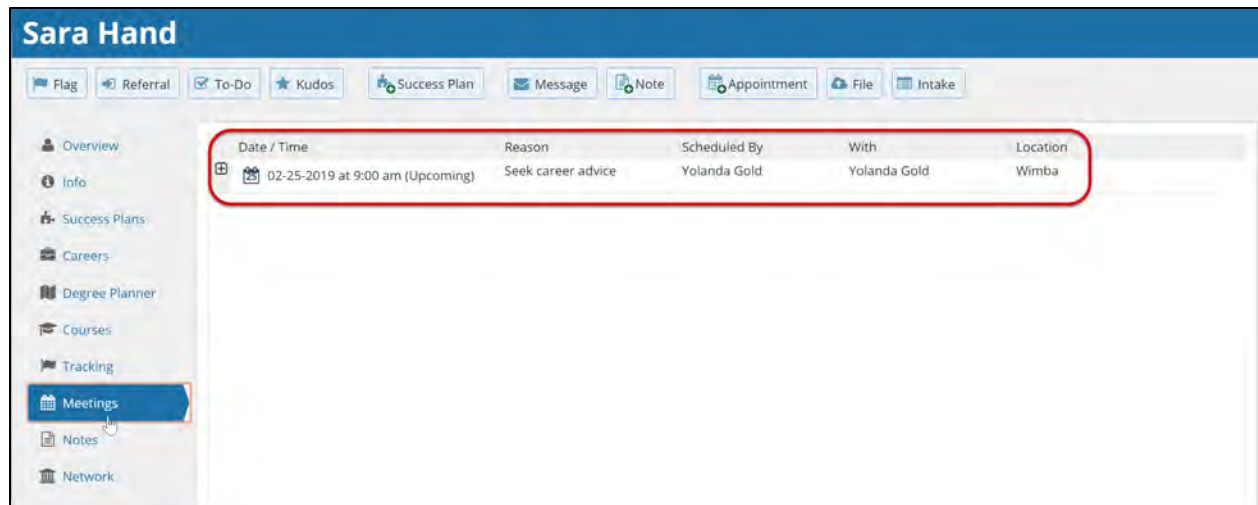 Sara Hand
Flag Referral To-Do Kudos Success Plan Message Note Appointment File Intake
Overview
Info
Success Plans
Careers
Degree Planner
Courses
Tracking
Meetings
Notes
Network
Date / Time Reason Scheduled By With Location
02-25-2019 at 9:00 am (Upcoming) Seek career advice Yolanda Gold Yolanda Gold Wimba